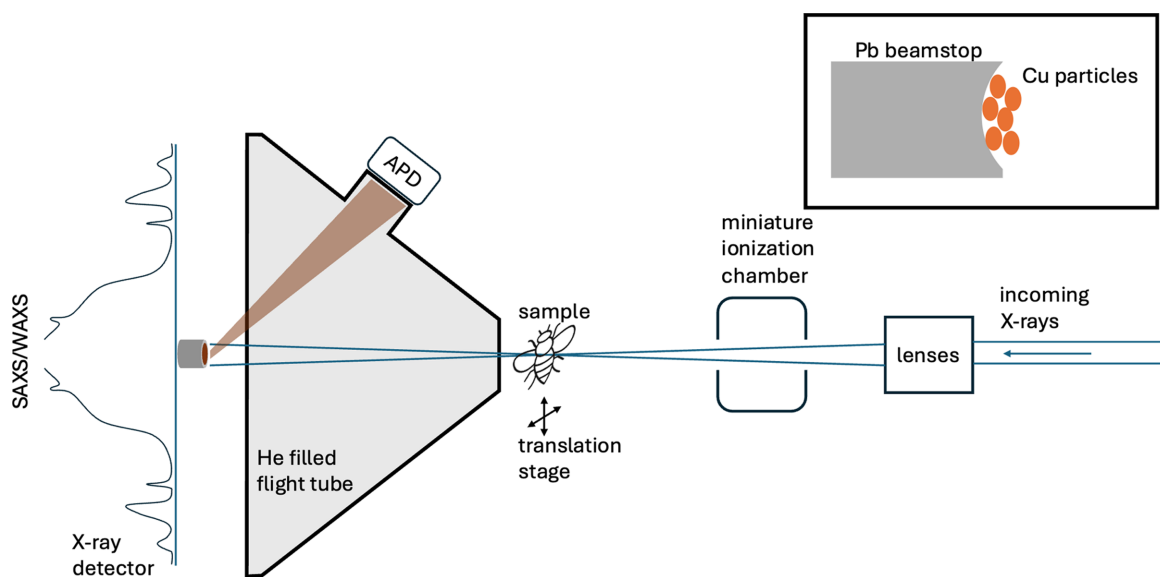 Pb beamstop
Cu particles
APD
miniature
ionization
chamber
sample
incoming
X-rays
lenses
SAXS/WAXS
translation
stage
He filled
flight tube
X-ray
detector